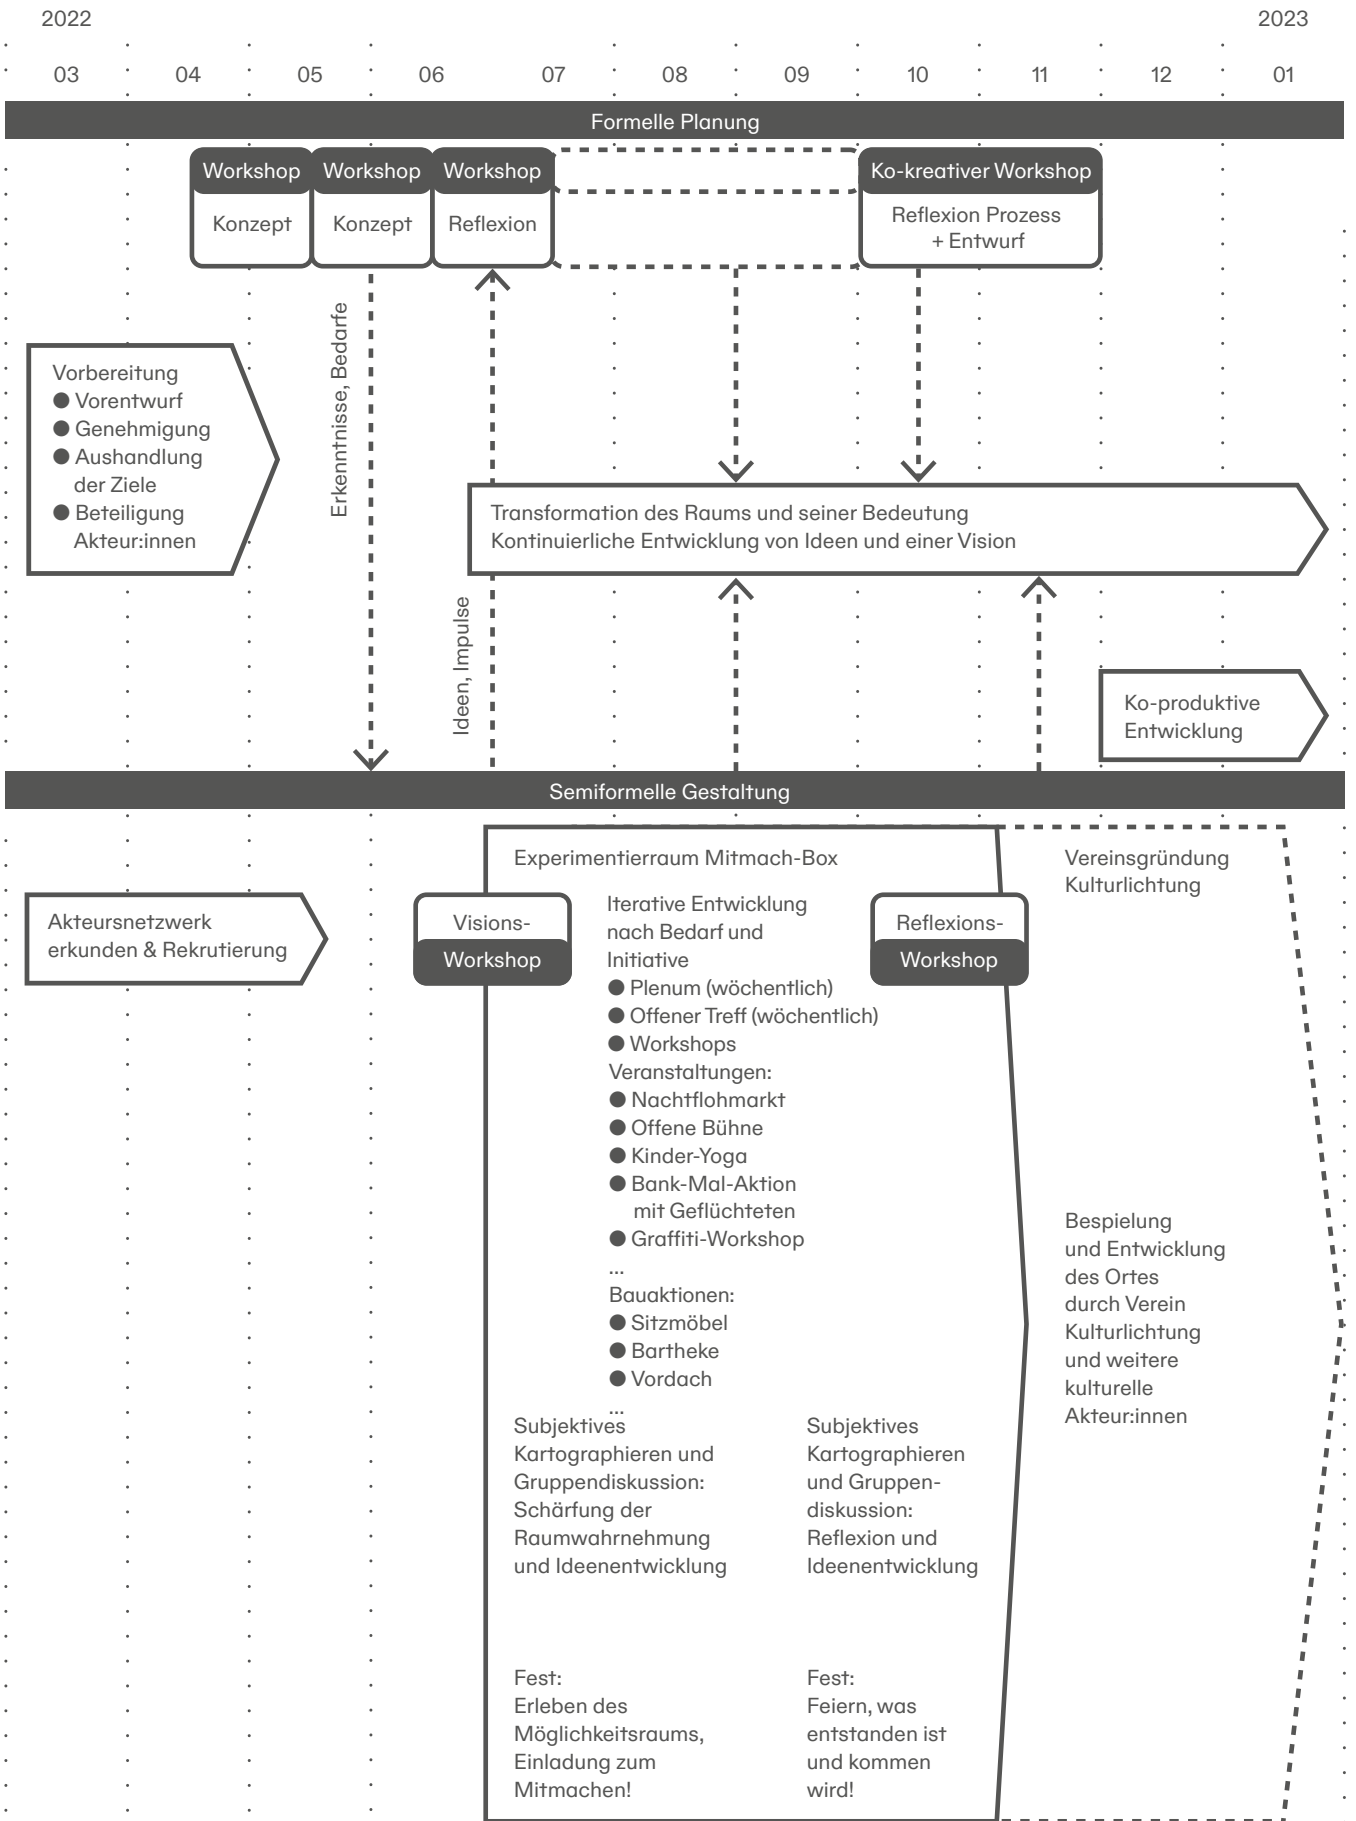 2022
2023
03
04
05
06
07
08
09
10
11
12
01
Formelle Planung
Workshop
Konzept
Workshop
Konzept
Workshop
Reflexion
Ko-kreativer Workshop
Reflexion Prozess
+ Entwurf
Vorbereitung
● Vorentwurf
● Genehmigung
● Aushandlung
der Ziele
● Beteiligung
Akteur:innen
Erkenntnisse, Bedarfe
Ideen, Impulse
Transformation des Raums und seiner Bedeutung
Kontinuierliche Entwicklung von Ideen und einer Vision
Ko-produktive
Entwicklung
Semiformelle Gestaltung
Akteursnetzwerk
erkunden & Rekrutierung
Visions-
Workshop
Experimentierraum Mitmach-Box
Iterative Entwicklung
nach Bedarf und
Initiative
● Plenum (wöchentlich)
● Offener Treff (wöchentlich)
● Workshops
Veranstaltungen:
● Nachtflohmarkt
● Offene Bühne
● Kinder-Yoga
● Bank-Mal-Aktion
mit Geflüchteten
● Graffiti-Workshop
...
Bauaktionen:
● Sitzmöbel
● Bartheke
● Vordach
...
Reflexions-
Workshop
Subjektives
Kartographieren und
Gruppendiskussion:
Schärfung der
Raumwahrnehmung
und Ideenentwicklung
Subjektives
Kartographieren
und Gruppen-
diskussion:
Reflexion und
Ideenentwicklung
Fest:
Erleben des
Möglichkeitsraums,
Einladung zum
Mitmachen!
Fest:
Feiern, was
entstanden ist
und kommen
wird!
Vereinsgründung
Kulturlichtung
Bespielung
und Entwicklung
des Ortes
durch Verein
Kulturlichtung
und weitere
kulturelle
Akteur:innen